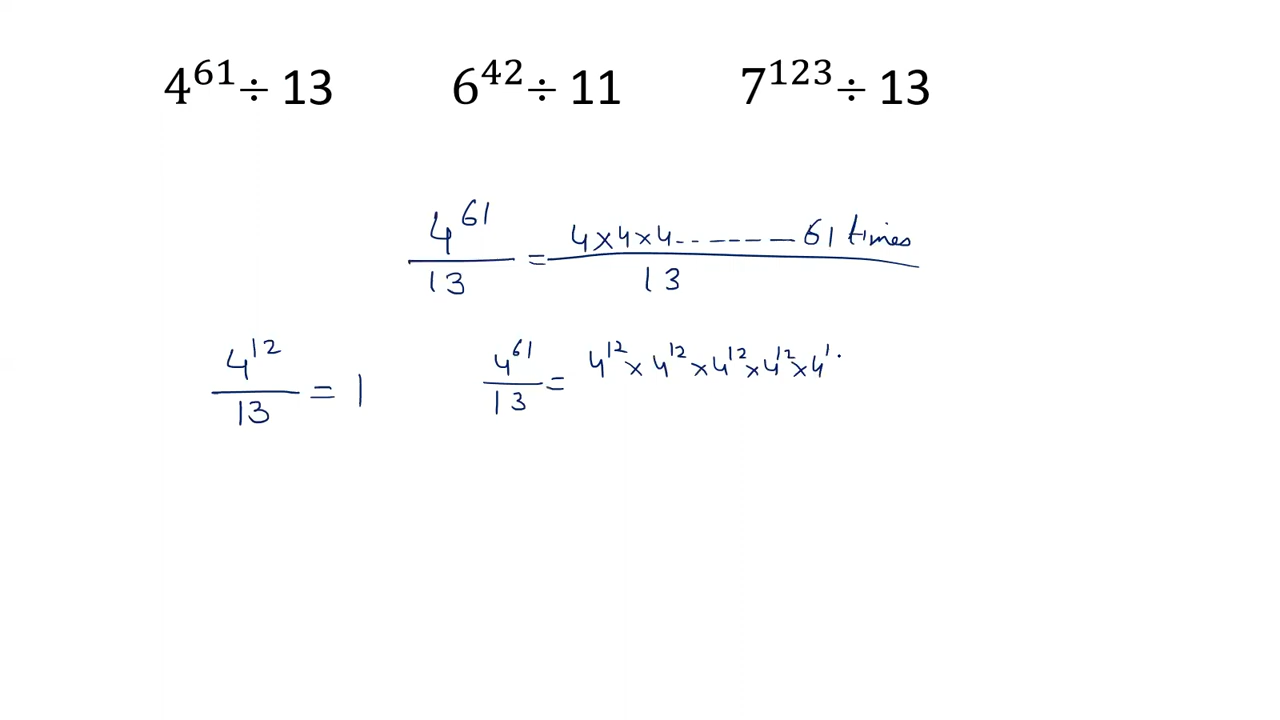 4^61 ÷ 13 6^42 ÷ 11 7^123 ÷ 13
4^61/13 = 4×4×4------- 61 times/13
4^12/13 = 1 4^61/13 = 4^12 × 4^12 × 4^12 × 4^12 × 4^1.